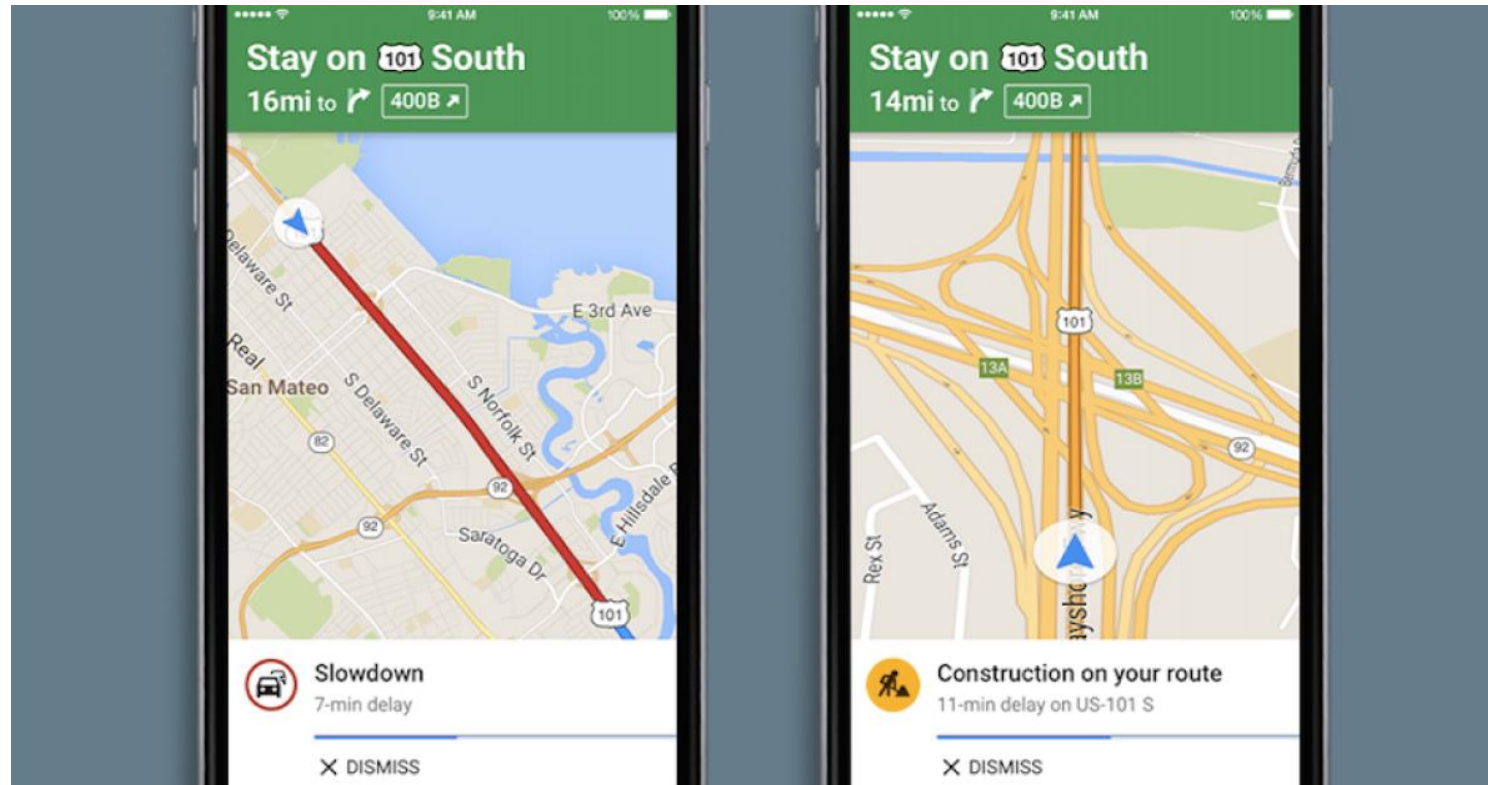 9:41 AM
100%
Stay on 101 South
16mi to 400B
Delaware St
E 3rd Ave
Real
San Mateo
S Delaware St
S Norfolk St
82
92
92
E Hillsdale
Saratoga Dr
101
Slowdown
7-min delay
DISMISS
9:41 AM
100%
Stay on 101 South
14mi to 400B
101
13A
13B
92
Adams St
Rex St
aysho
Construction on your route
11-min delay on US-101 S
DISMISS